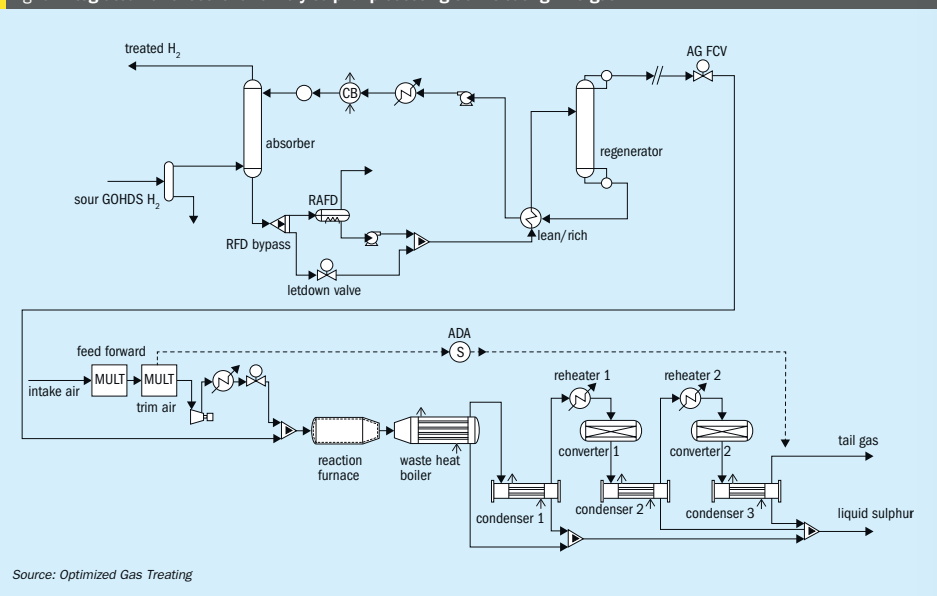 treated H2
AG FCV
CB
absorber
regenerator
sour GOHDS H2
RAFD
RFD bypass
lean/rich
letdown valve
ADA
feed forward
S
MULT
MULT
intake air
trim air
reheater 1
reheater 2
converter 1
converter 2
tail gas
reaction
furnace
waste heat
boiler
condenser 1
condenser 2
condenser 3
liquid sulphur
Source: Optimized Gas Treating